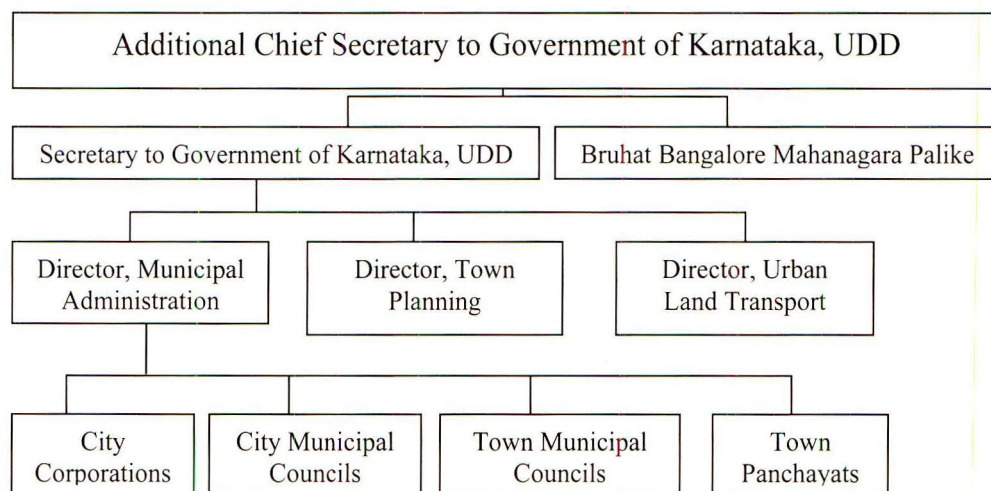 Additional Chief Secretary to Government of Karnataka, UDD
Secretary to Government of Karnataka, UDD
Bruhat Bangalore Mahanagara Palike
Director, Municipal
Administration
Director, Town
Planning
Director, Urban
Land Transport
City
Corporations
City Municipal
Councils
Town Municipal
Councils
Town
Panchayats